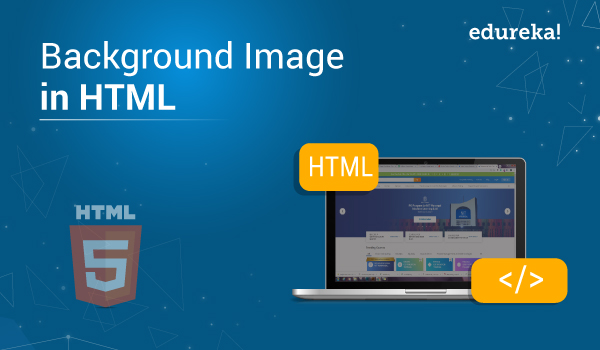 edureka!
Background Image
in HTML
HTML
HTML
5
</>